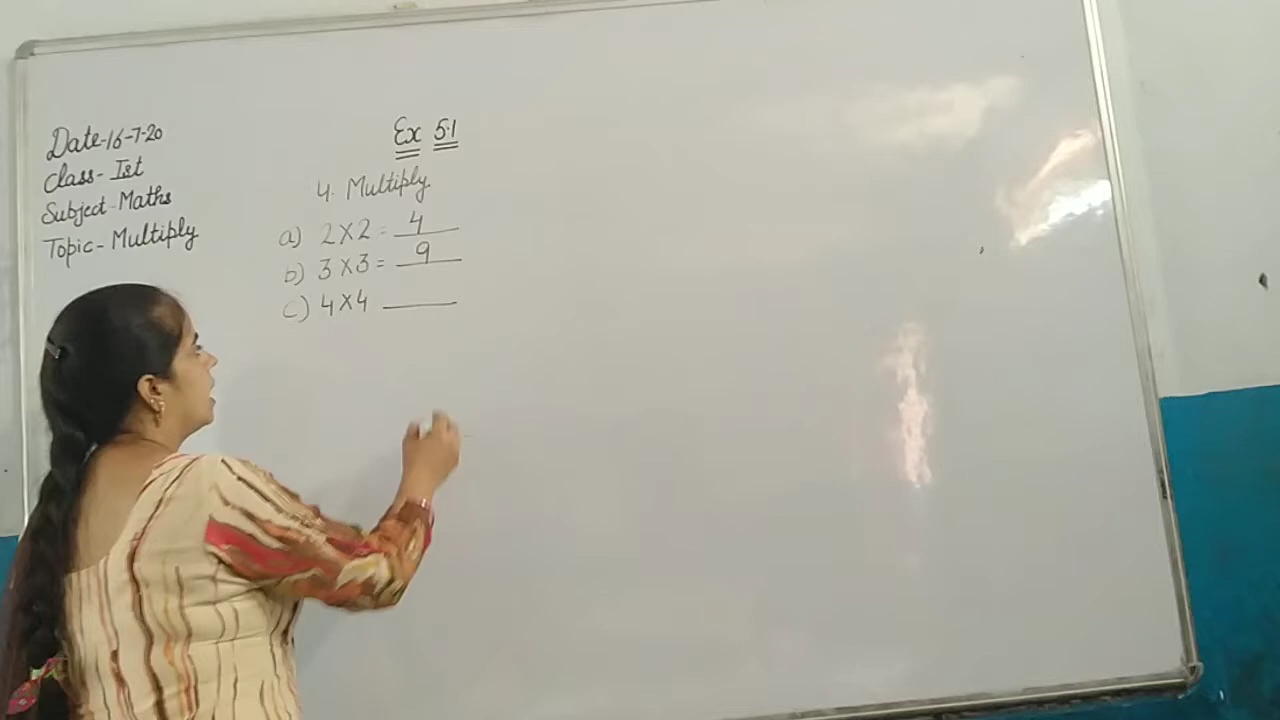 Date-16-7-20
Class-Ist
Subject-Maths
Topic-Multiply
Ex 5.1
4. Multiply
a) 2X2 = 4
b) 3X3 = 9
c) 4X4 ____